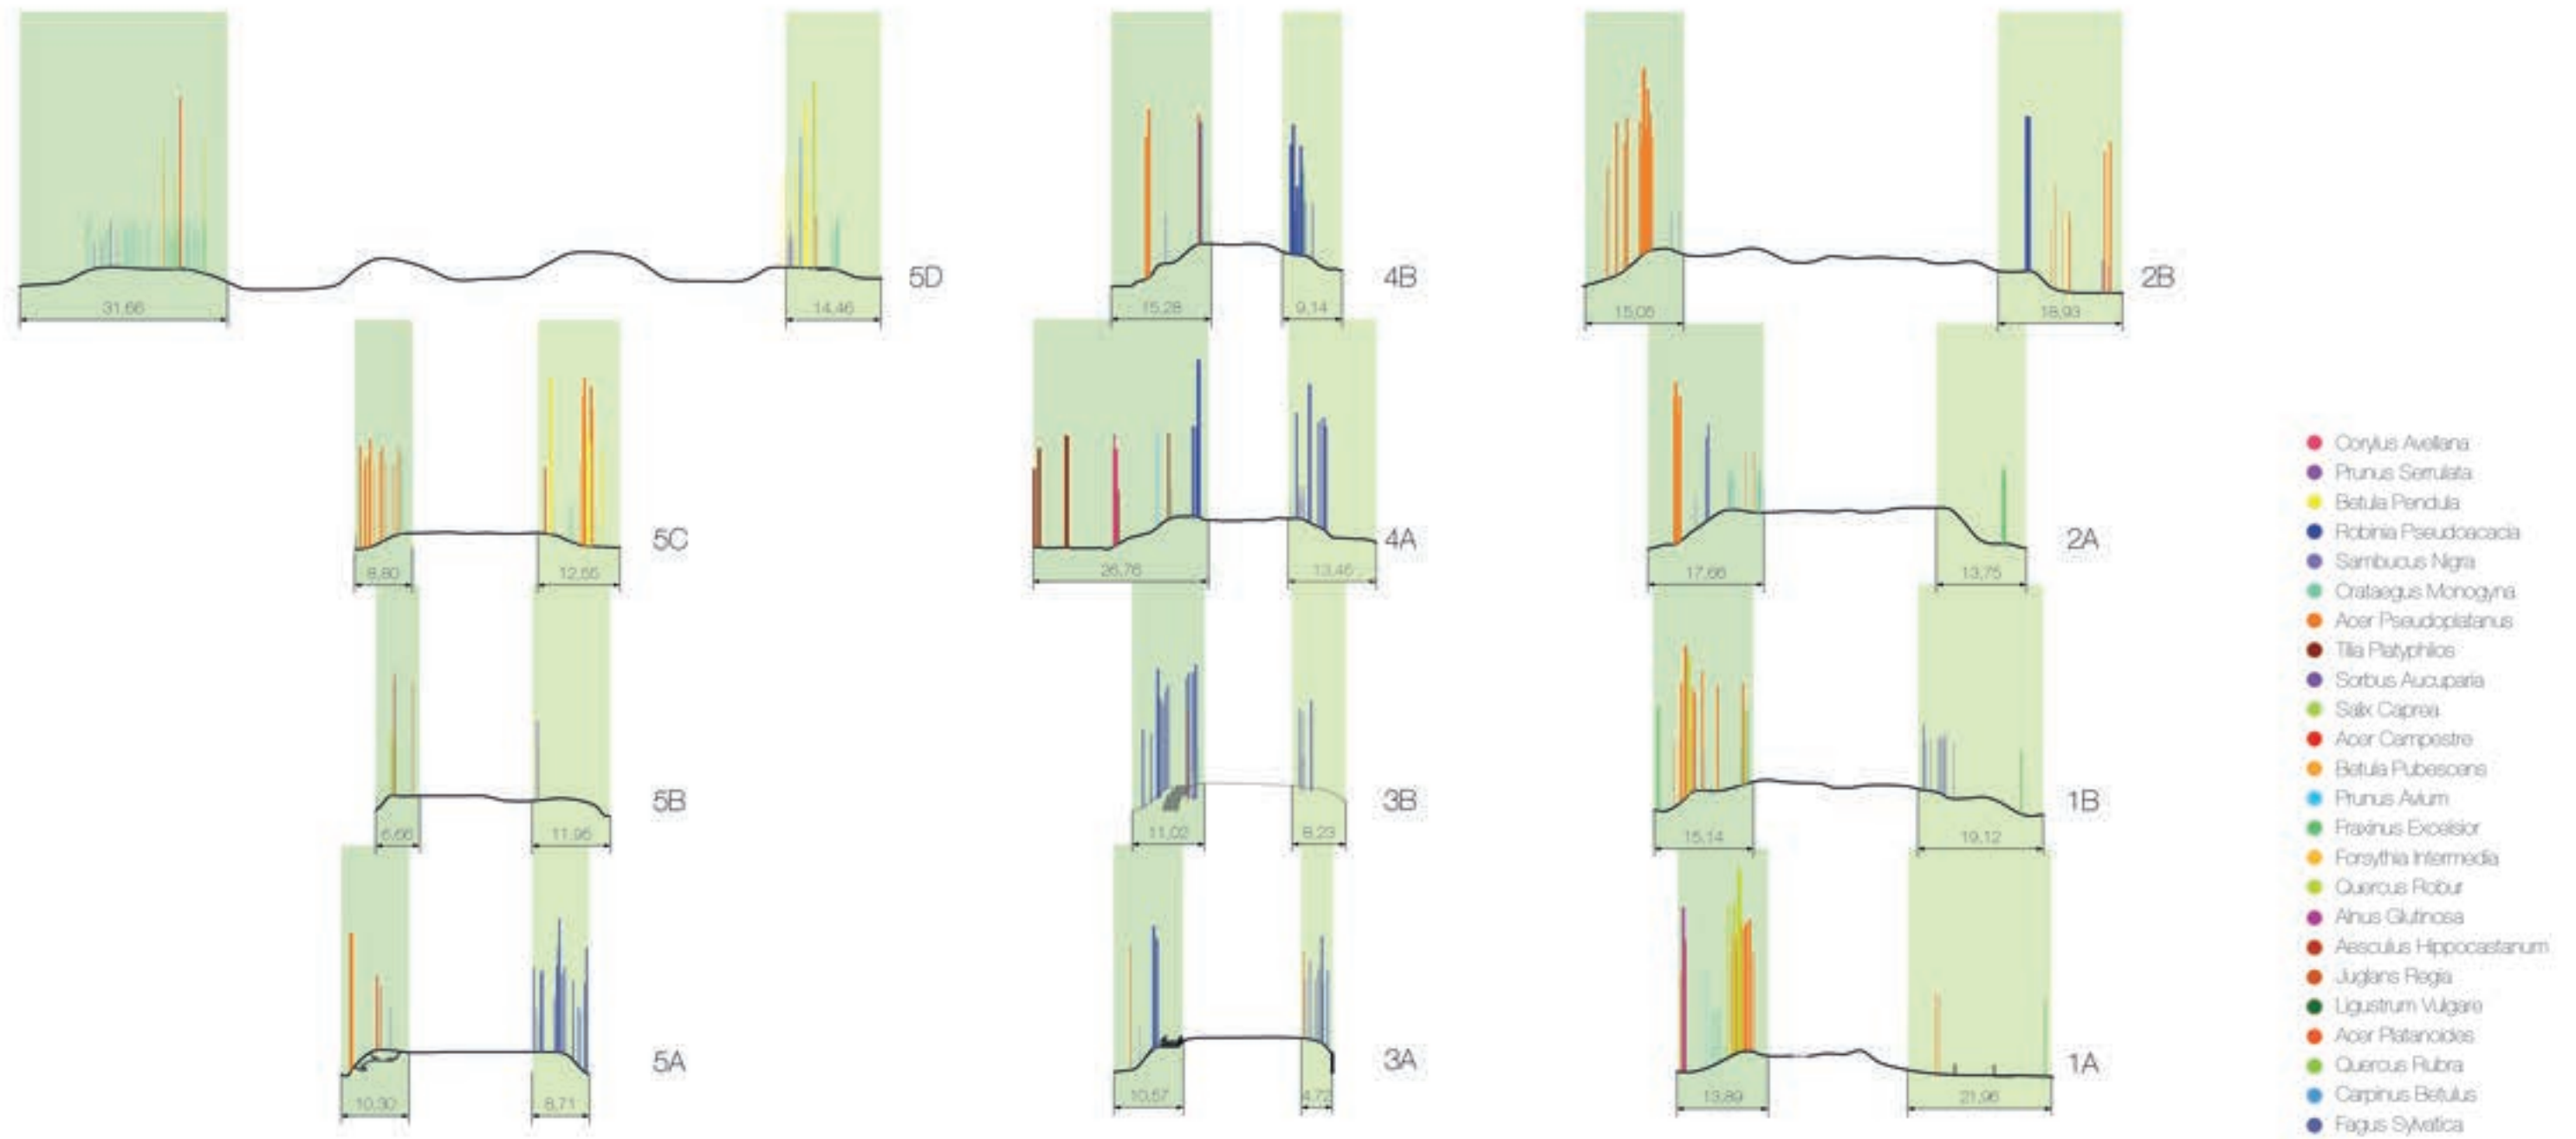 5D
31,66
14,46
4B
15,28
9,14
2B
15,05
18,93
5C
8,80
12,55
4A
26,76
13,45
2A
17,66
13,75
5B
6,66
11,95
3B
11,02
8,23
1B
15,14
19,12
5A
10,30
8,71
3A
10,57
4,72
1A
13,89
21,96
Corylus Avellana
Prunus Serrulata
Betula Pendula
Robinia Pseudoacacia
Sambucus Nigra
Crataegus Monogyna
Acer Pseudoplatanus
Tilia Platyphilos
Sorbus Aucuparia
Salix Caprea
Acer Campestre
Betula Pubescens
Prunus Avium
Fraxinus Excelsior
Forsythia Intermedia
Quercus Robur
Alnus Glutinosa
Aesculus Hippocastanum
Juglans Regia
Ligustrum Vulgare
Acer Platanoides
Quercus Rubra
Carpinus Betulus
Fagus Sylvatica